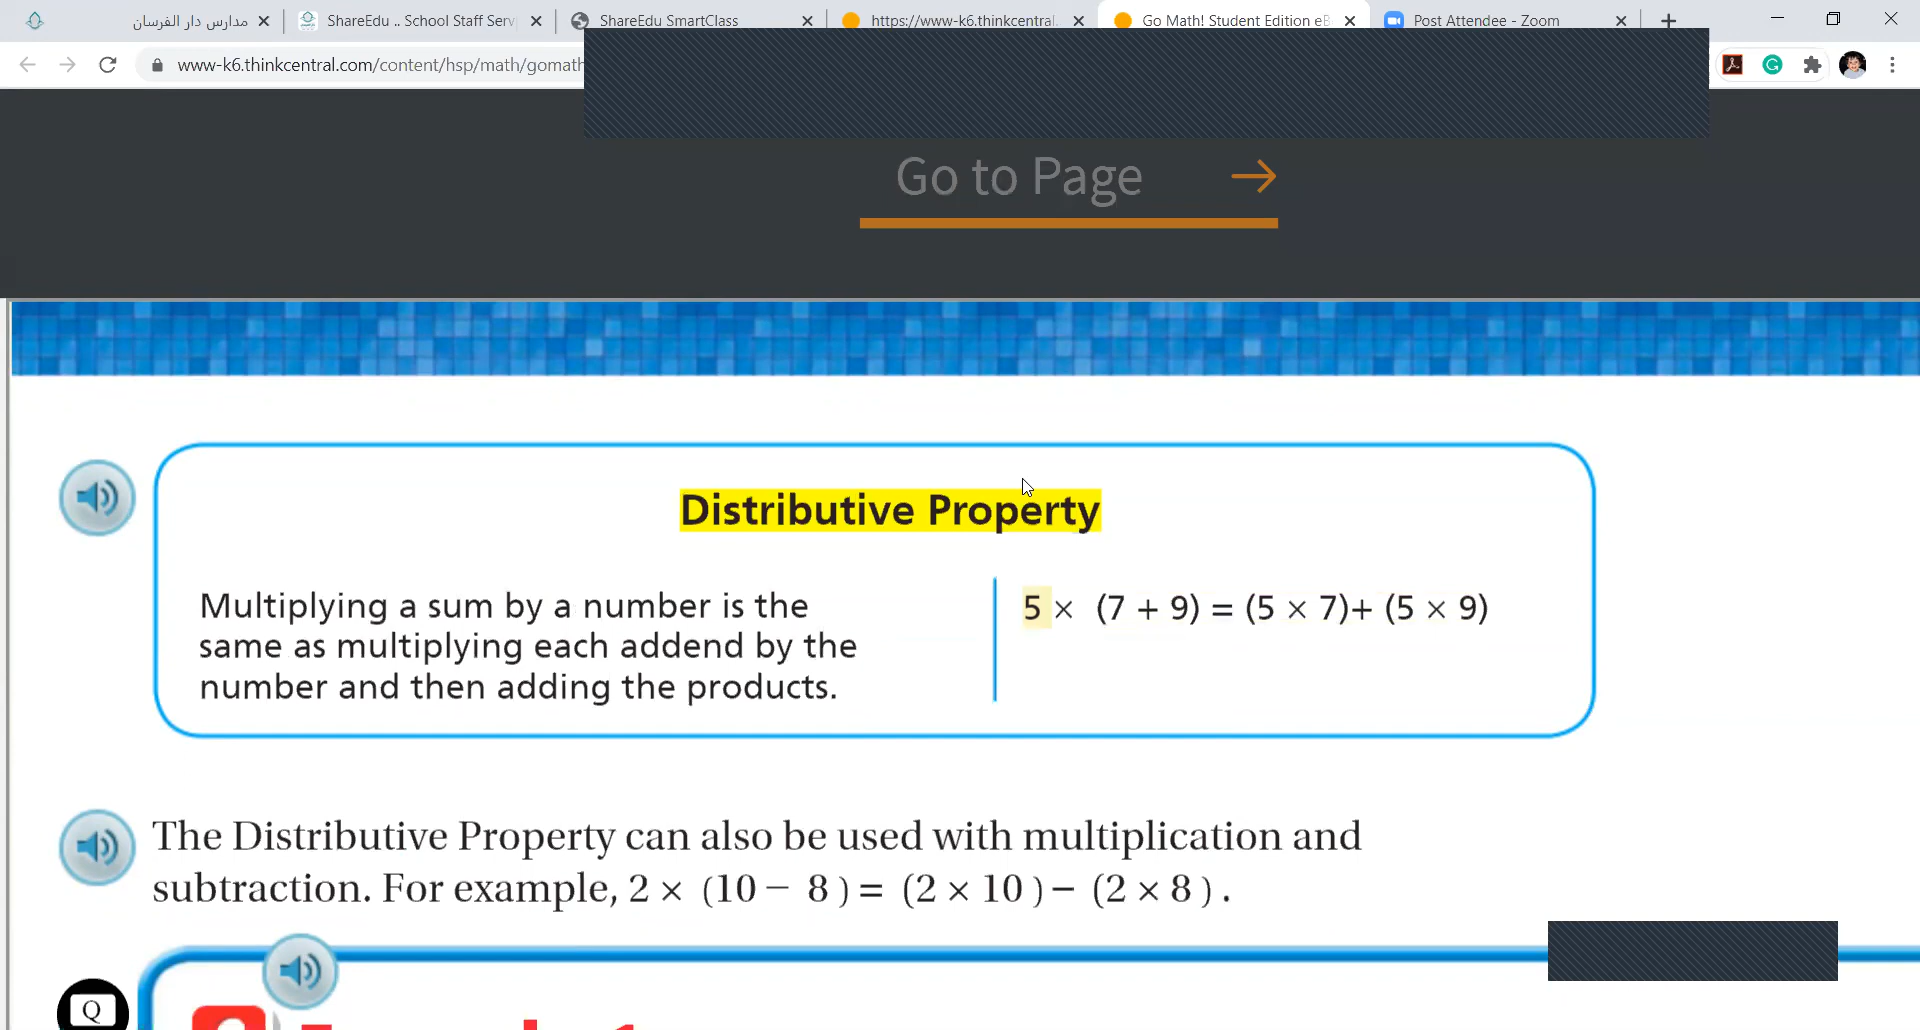 مدارس دار الفرسان
ShareEdu .. School Staff Serv
ShareEdu SmartClass
https://www-k6.thinkcentral.
Go Math! Student Edition eB
Post Attendee - Zoom
www-k6.thinkcentral.com/content/hsp/math/gomath
Go to Page →
Distributive Property
Multiplying a sum by a number is the
same as multiplying each addend by the
number and then adding the products.
5 × (7 + 9) = (5 × 7)+ (5 × 9)
The Distributive Property can also be used with multiplication and
subtraction. For example, 2 × (10 − 8) = (2 × 10) − (2 × 8).
Q